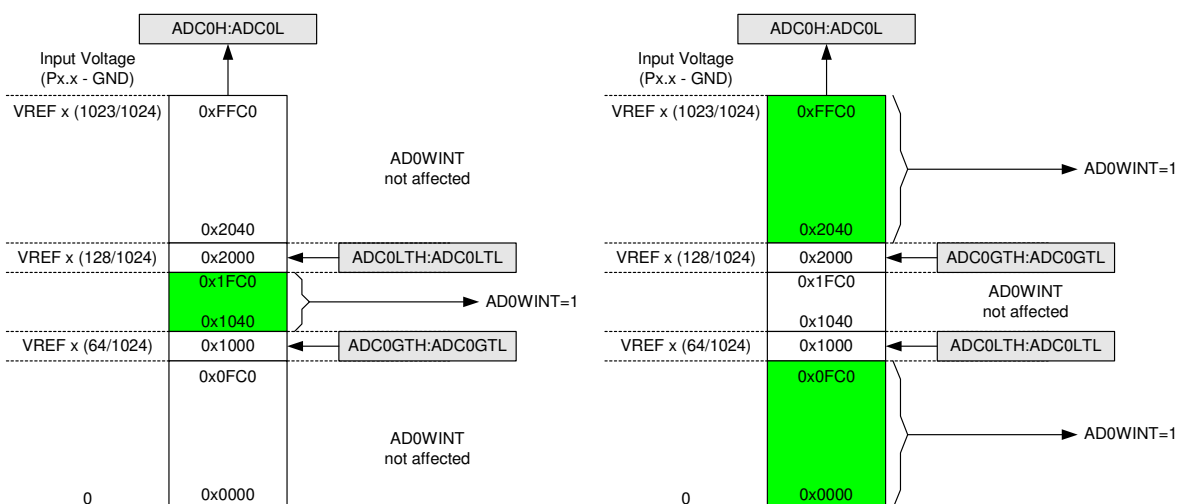 ADC0H:ADC0L
Input Voltage
(Px.x - GND)
VREF x (1023/1024)
0xFFC0
AD0WINT
not affected
0x2040
VREF x (128/1024)
0x2000
ADC0LTH:ADC0LTL
0x1FC0
AD0WINT=1
0x1040
VREF x (64/1024)
0x1000
ADC0GTH:ADC0GTL
0x0FC0
AD0WINT
not affected
0
0x0000
ADC0H:ADC0L
Input Voltage
(Px.x - GND)
VREF x (1023/1024)
0xFFC0
AD0WINT=1
0x2040
VREF x (128/1024)
0x2000
ADC0GTH:ADC0GTL
0x1FC0
AD0WINT
not affected
0x1040
VREF x (64/1024)
0x1000
ADC0LTH:ADC0LTL
0x0FC0
AD0WINT=1
0
0x0000